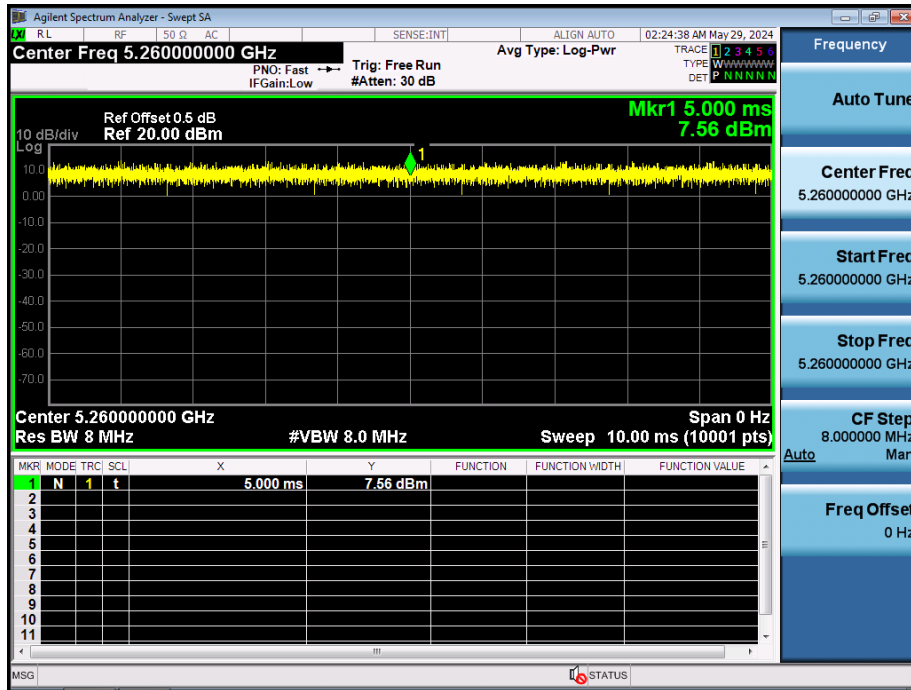 Agilent Spectrum Analyzer - Swept SA
LXI RL RF 50 Ω AC SENSE:INT ALIGN AUTO 02:24:38 AM May 29, 2024
Center Freq 5.260000000 GHz Avg Type: Log-Pwr TRACE 1 2 3 4 5 6
PNO: Fast Trig: Free Run TYPE WWWWWW
IFGain:Low #Atten: 30 dB DET P N N N N N
Ref Offset 0.5 dB Mkr1 5.000 ms
10 dB/div Ref 20.00 dBm 7.56 dBm
Log
1
10.0
0.00
-10.0
-20.0
-30.0
-40.0
-50.0
-60.0
-70.0
Center 5.260000000 GHz Span 0 Hz
Res BW 8 MHz #VBW 8.0 MHz Sweep 10.00 ms (10001 pts)
MKR MODE TRC SCL X Y FUNCTION FUNCTION WIDTH FUNCTION VALUE
1 N 1 t 5.000 ms 7.56 dBm
2
3
4
5
6
7
8
9
10
11
MSG STATUS
Frequency
Auto Tune
Center Freq
5.260000000 GHz
Start Freq
5.260000000 GHz
Stop Freq
5.260000000 GHz
CF Step
8.000000 MHz
Auto Man
Freq Offset
0 Hz